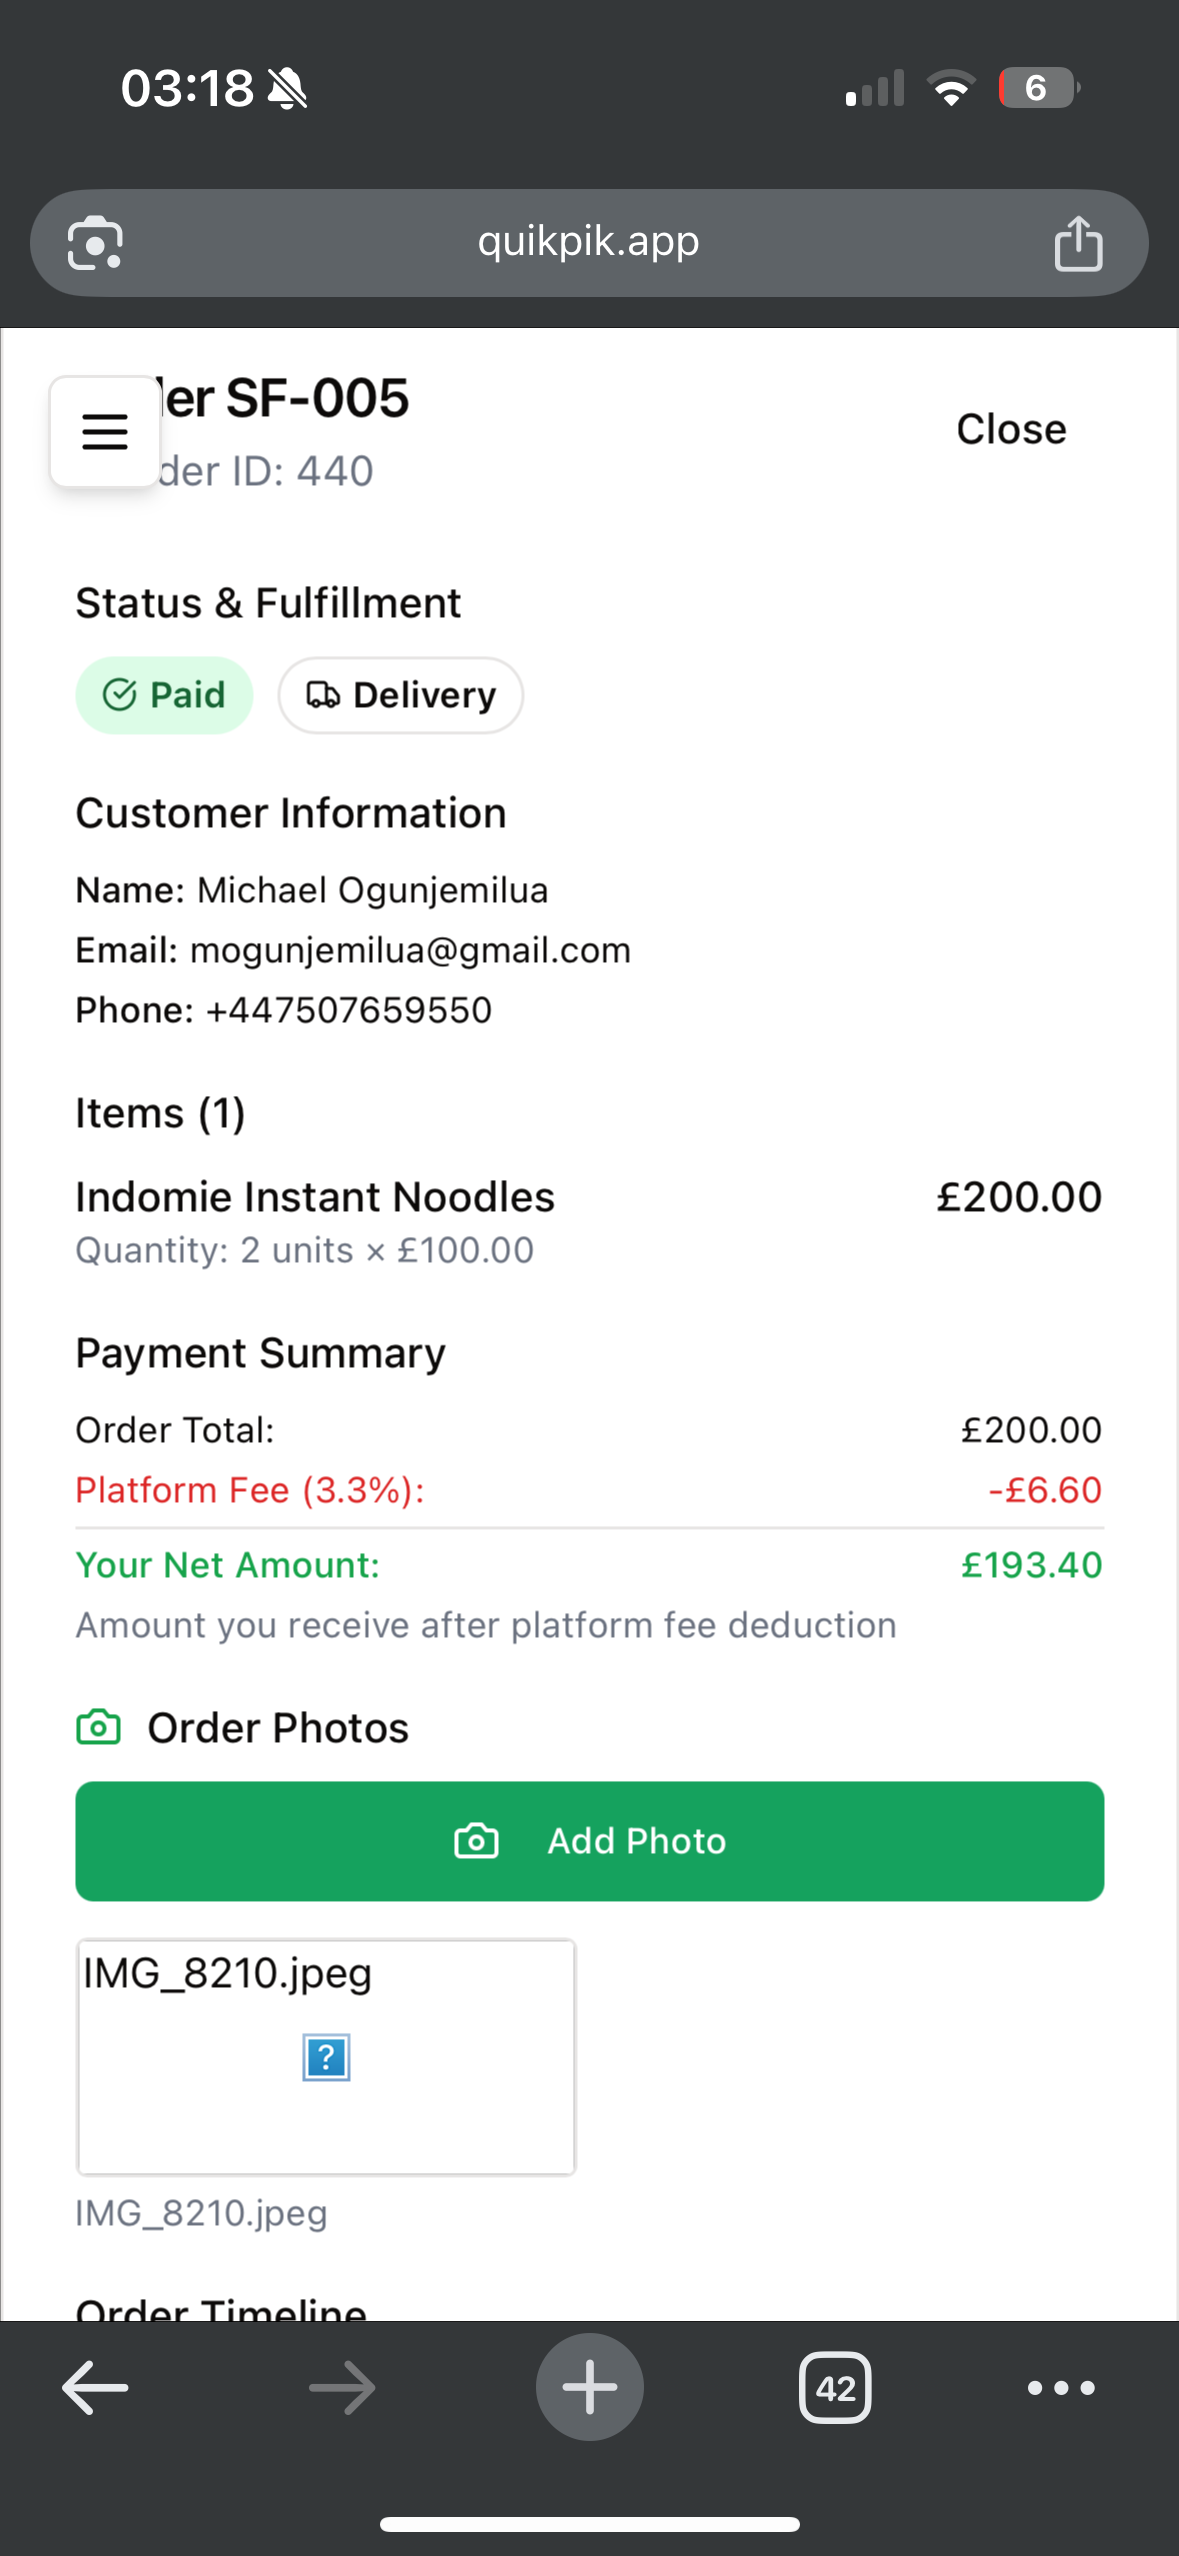 03:18
6
quikpik.app
der SF-005
Close
der ID: 440
Status & Fulfillment
Paid
Delivery
Customer Information
Name: Michael Ogunjemilua
Email: mogunjemilua@gmail.com
Phone: +447507659550
Items (1)
Indomie Instant Noodles
£200.00
Quantity: 2 units × £100.00
Payment Summary
Order Total:
£200.00
Platform Fee (3.3%):
-£6.60
Your Net Amount:
£193.40
Amount you receive after platform fee deduction
Order Photos
Add Photo
IMG_8210.jpeg
?
IMG_8210.jpeg
Order Timeline
42